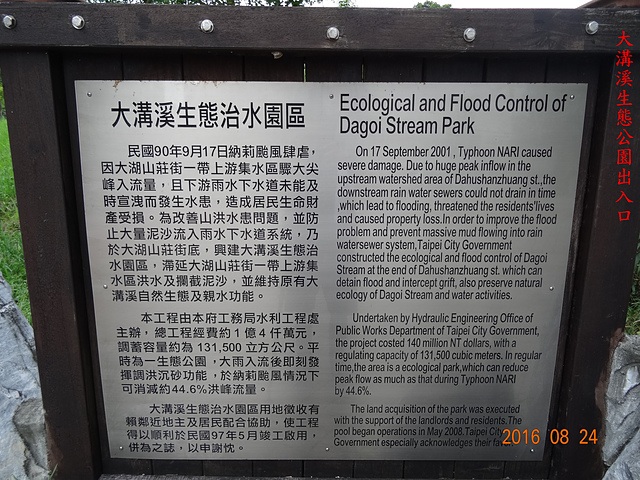 大溝溪生態治水園區
民國90年9月17日納莉颱風肆虐，
因大湖山莊街一帶上游集水區驟大尖
峰入流量，且下游雨水下水道未能及
時宣洩而發生水患，造成居民生命財
產受損。為改善山洪水患問題，並防
止大量泥沙流入雨水下水道系統，乃
於大湖山莊街底，興建大溝溪生態治
水園區，滯延大湖山莊街一帶上游集
水區洪水及攔截泥沙，並維持原有大
溝溪自然生態及親水功能。
本工程由本府工務局水利工程處
主辦，總工程經費約1億4仟萬元，
調蓄容量約為131,500立方公尺。平
時為一生態公園，大雨入流後即刻發
揮調洪沉砂功能，於納莉颱風情況下
可消減約44.6%洪峰流量。
大溝溪生態治水園區用地徵收有
賴鄰近地主及居民配合協助，使工程
得以順利於民國97年5月竣工啟用，
併為之誌，以申謝忱。
Ecological and Flood Control of
Dagoi Stream Park
On 17 September 2001 , Typhoon NARI caused
severe damage. Due to huge peak inflow in the
upstream watershed area of Dahushanzhuang st.,the
downstream rain water sewers could not drain in time
,which lead to flooding, threatened the residents'lives
and caused property loss.In order to improve the flood
problem and prevent massive mud flowing into rain
watersewer system,Taipei City Government
constructed the ecological and flood control of Dagoi
Stream at the end of Dahushanzhuang st. which can
detain flood and intercept grift, also preserve natural
ecology of Dagoi Stream and water activities.
Undertaken by Hydraulic Engineering Office of
Public Works Department of Taipei City Government,
the project costed 140 million NT dollars, with a
regulating capacity of 131,500 cubic meters. In regular
time,the area is a ecological park,which can reduce
peak flow as much as that during Typhoon NARI
by 44.6%.
The land acquisition of the park was executed
with the support of the landlords and residents.The
pool began operations in May 2008.Taipei City
Government especially acknowledges their
大溝溪生態公園出入口
2016 08 24